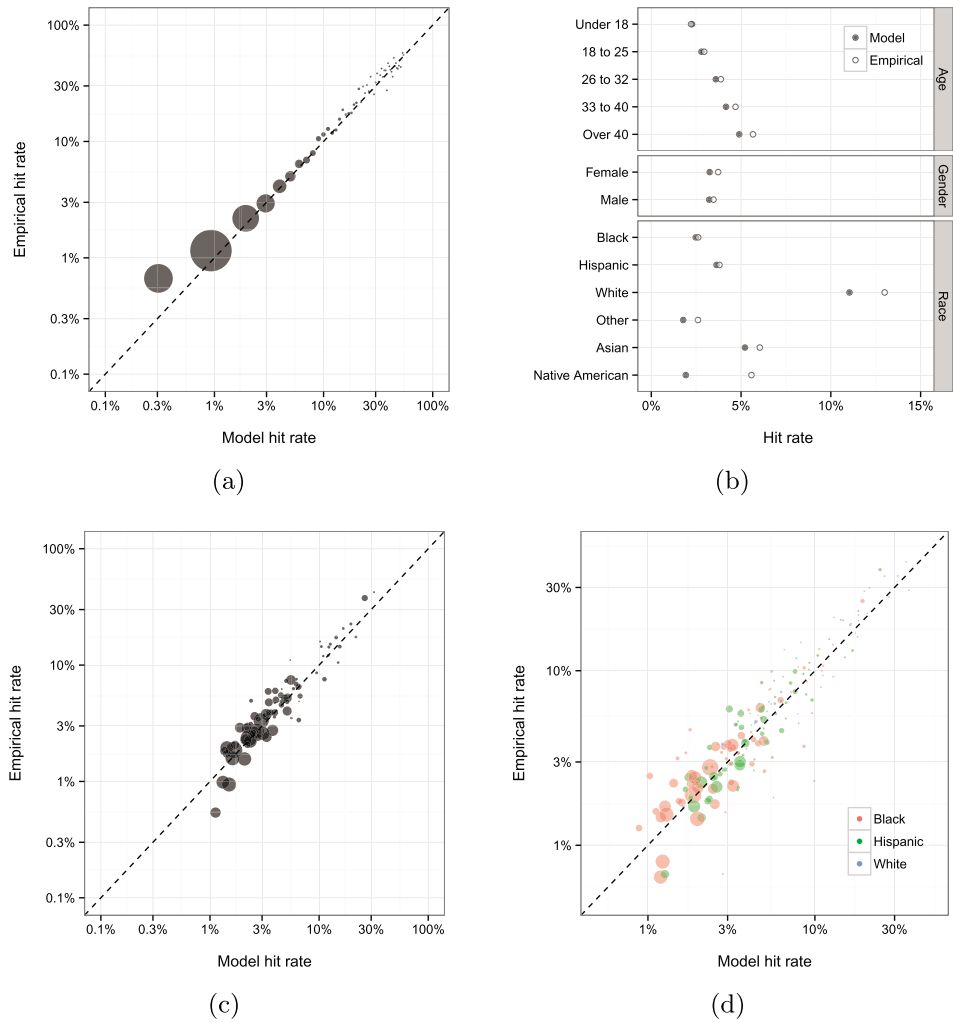 100%
30%
10%
3%
1%
0.3%
0.1%
Empirical hit rate
0.1% 0.3% 1% 3% 10% 30% 100%
Model hit rate
(a)
Under 18
18 to 25
26 to 32
33 to 40
Over 40
Age
Model
Empirical
Female
Male
Gender
Black
Hispanic
White
Other
Asian
Native American
Race
0% 5% 10% 15%
Hit rate
(b)
100%
30%
10%
3%
1%
0.3%
0.1%
Empirical hit rate
0.1% 0.3% 1% 3% 10% 30% 100%
Model hit rate
(c)
30%
10%
3%
1%
Empirical hit rate
Black
Hispanic
White
1% 3% 10% 30%
Model hit rate
(d)